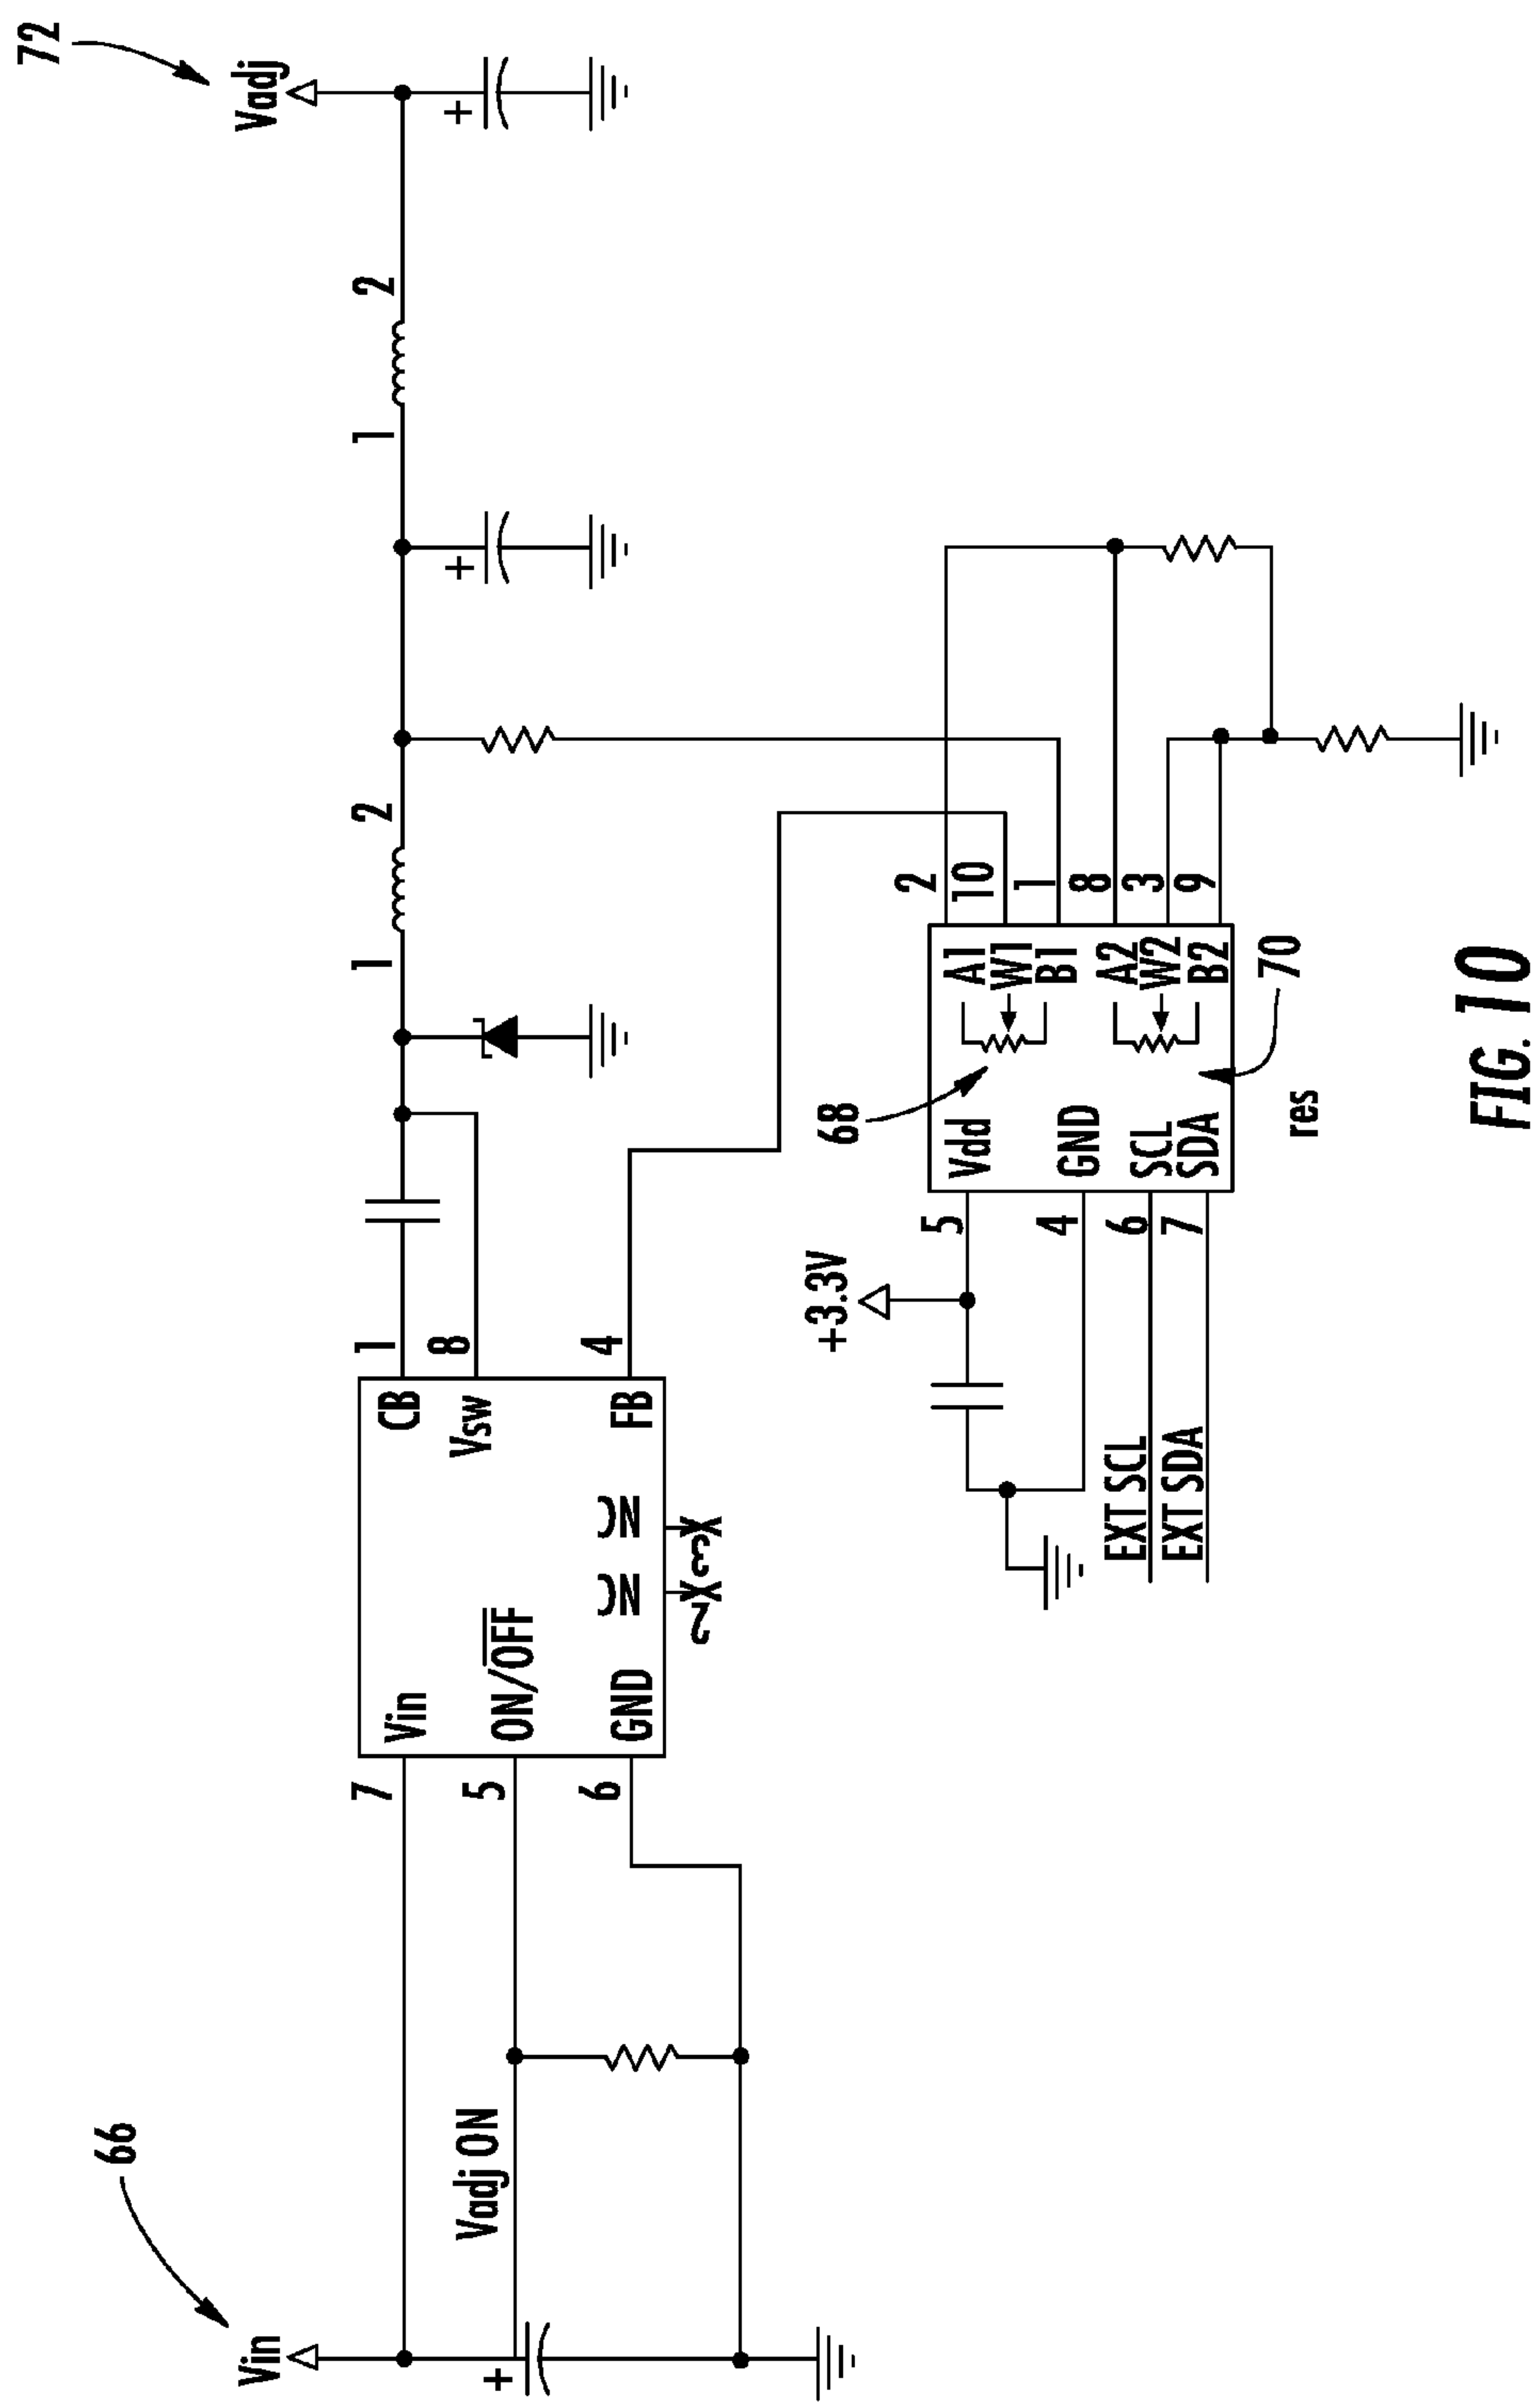 66
72
Vin
Vadj
+
Vadj ON
7
5
6
Vin
ON/OFF
GND
NC
NC
2
X
3
X
CB
Vsw
FB
1
8
4
1
2
+
1
2
+
+3.3V
EXT SCL
EXT SDA
5
4
6
7
68
Vdd
GND
SCL
SDA
A1
W1
B1
A2
W2
B2
2
10
1
8
3
9
70
res
FIG. 10